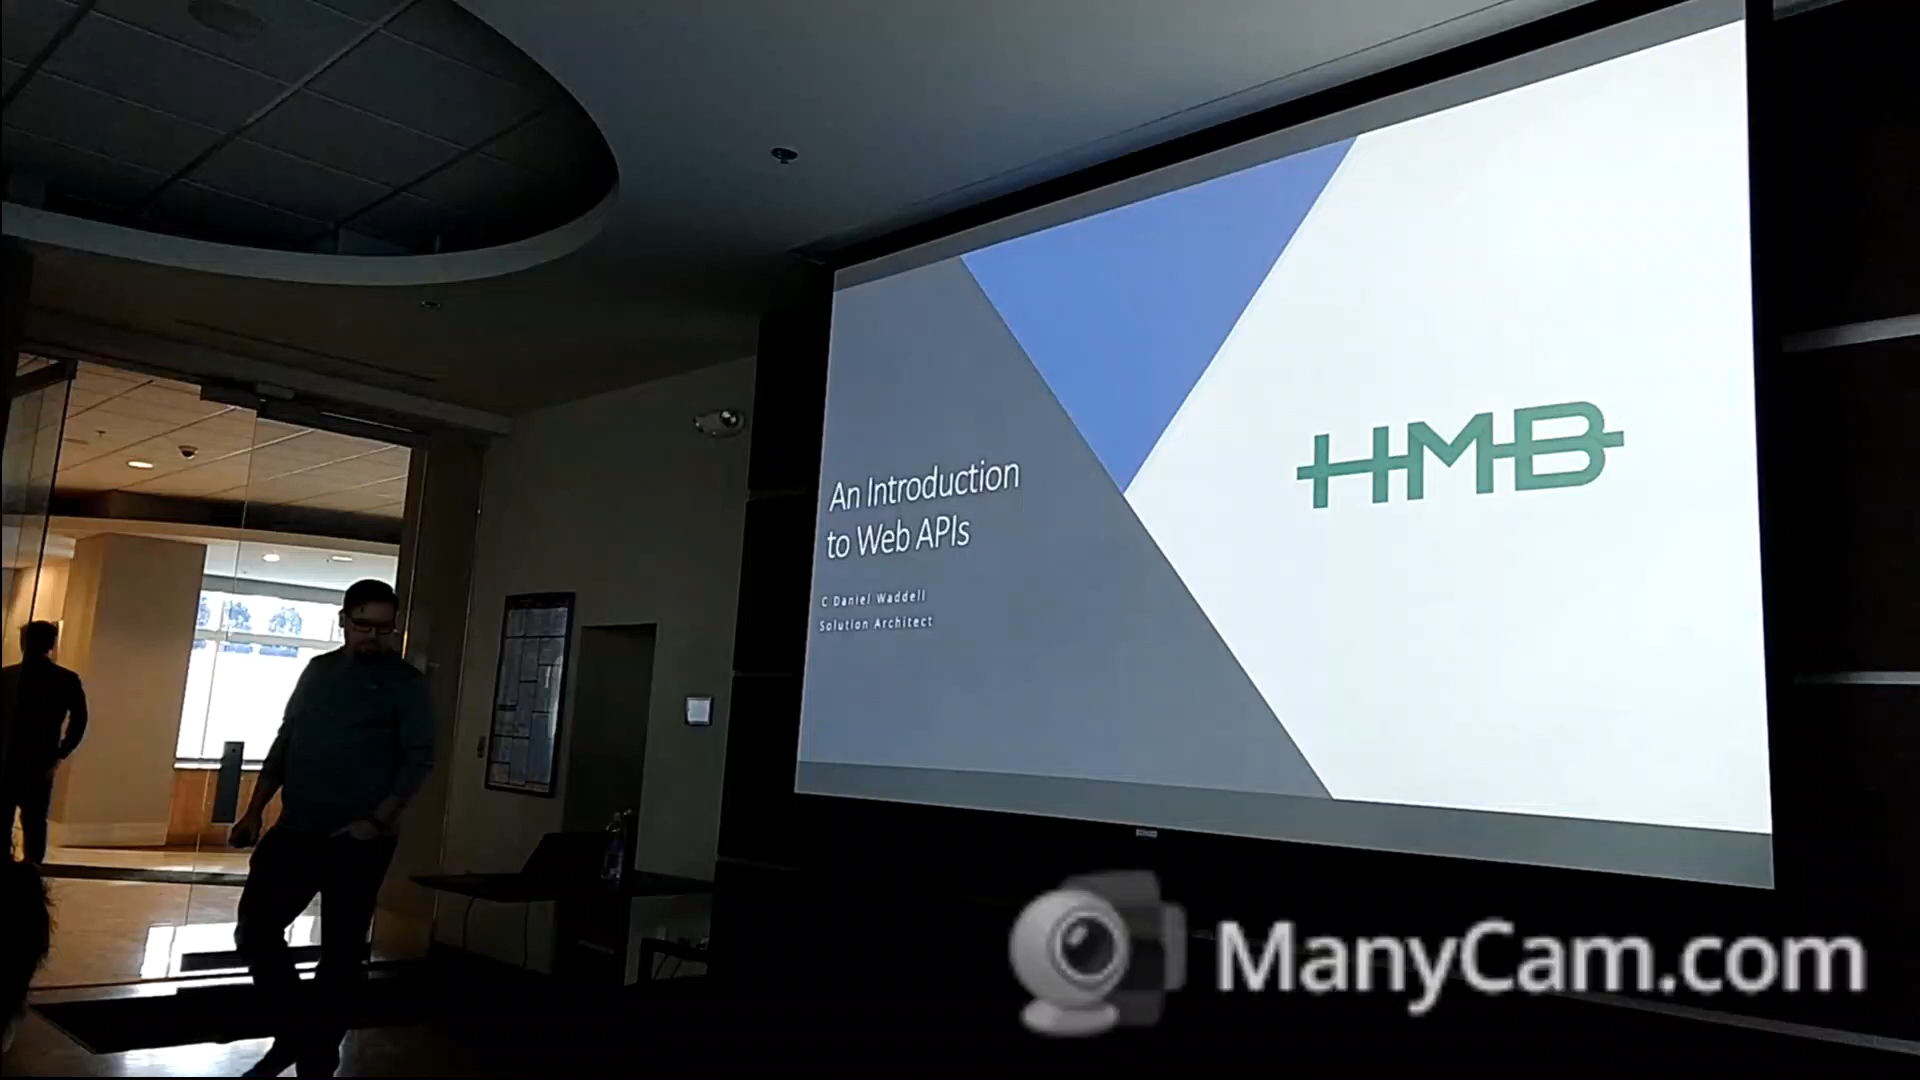 An Introduction
to Web APIs
C Daniel Waddell
Solution Architect
HMB
ManyCam.com